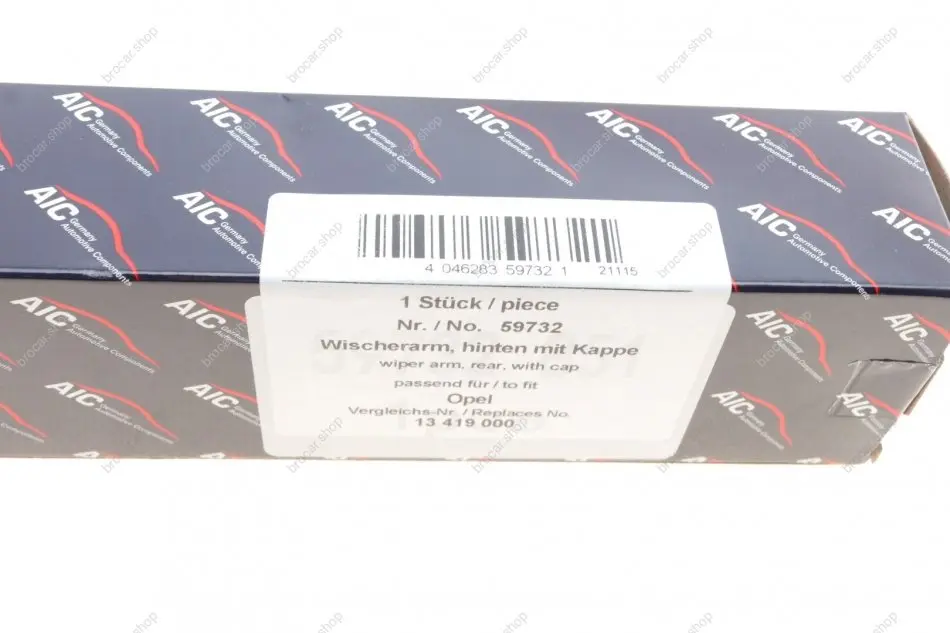 AIC Germany Automotive Components
4 046283 59732 1 21115
1 Stück / piece
Nr. / No. 59732
Wischerarm, hinten mit Kappe
wiper arm, rear, with cap
passend für / to fit
Opel
Vergleichs-Nr. / Replaces No.
13 419 000
brocar.shop